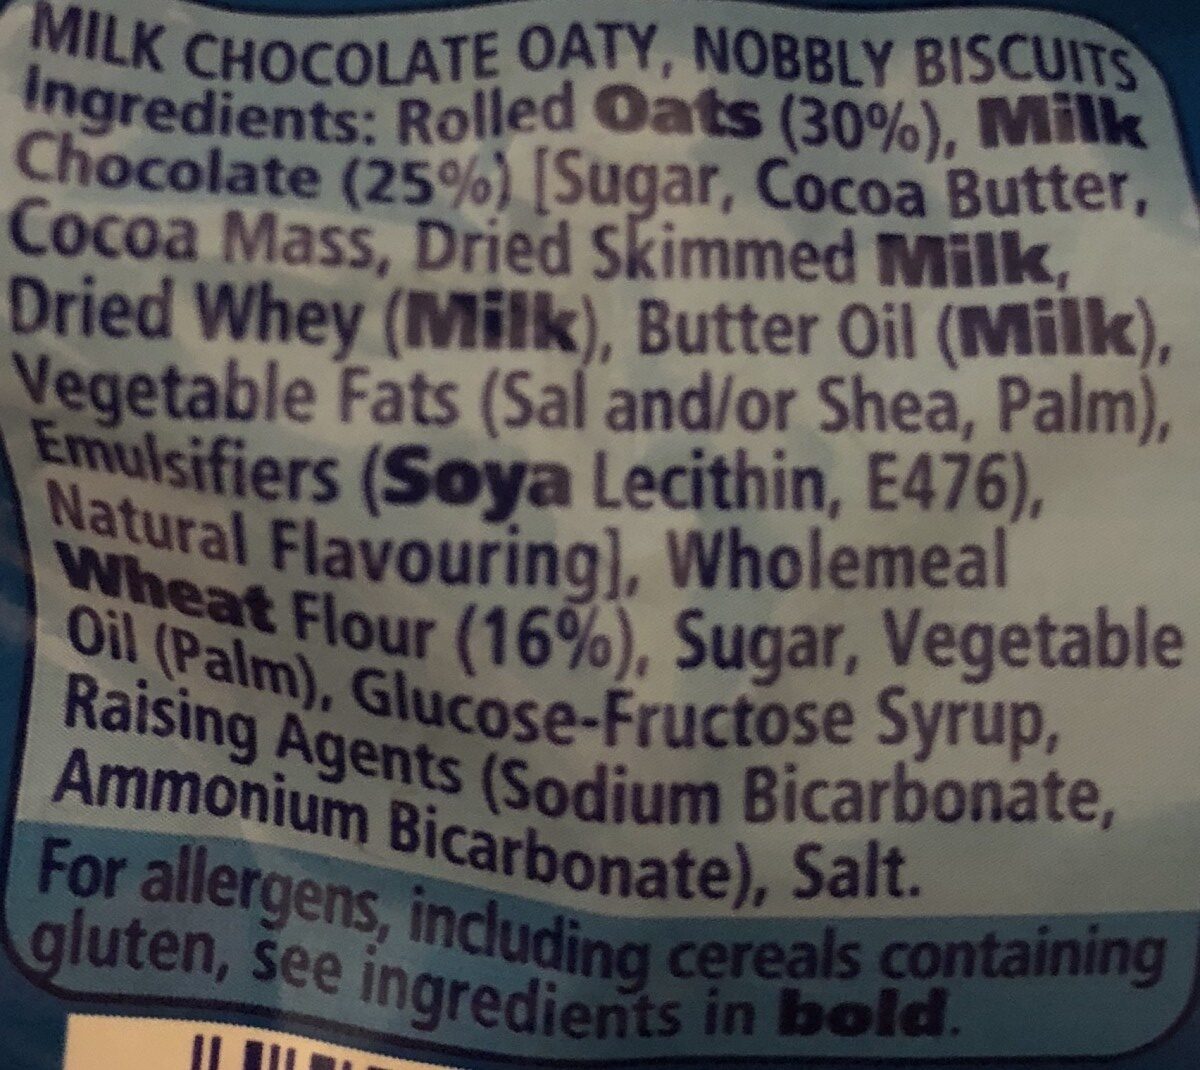 MILK CHOCOLATE OATY, NOBBLY BISCUITS
Ingredients: Rolled Oats (30%), Milk
Chocolate (25%) [Sugar, Cocoa Butter,
Cocoa Mass, Dried Skimmed Milk,
Dried Whey (Milk), Butter Oil (Milk),
Vegetable Fats (Sal and/or Shea, Palm),
Emulsifiers (Soya Lecithin, E476),
Natural Flavouring], Wholemeal
Wheat Flour (16%), Sugar, Vegetable
Oil (Palm), Glucose-Fructose Syrup,
Raising Agents (Sodium Bicarbonate,
Ammonium Bicarbonate), Salt.
For allergens, including cereals containing
gluten, see ingredients in bold.